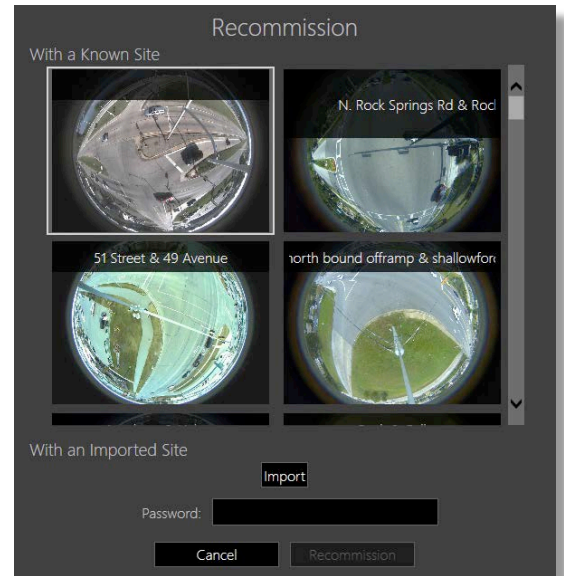 Recommission
With a Known Site
N. Rock Springs Rd & Rocl
51 Street & 49 Avenue
north bound offramp & shallowford
With an Imported Site
Import
Password:
Cancel
Recommission